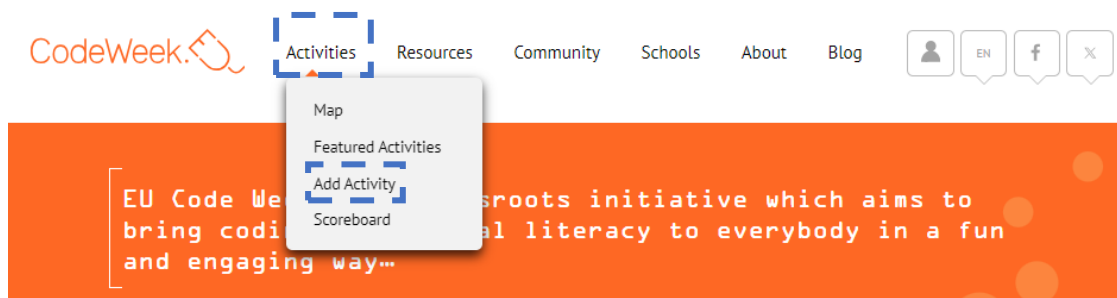 CodeWeek.
Activities Resources Community Schools About Blog EN f X
Map
Featured Activities
Add Activity
Scoreboard
EU Code We sroots initiative which aims to
bring codi al literacy to everybody in a fun
and engaging way…